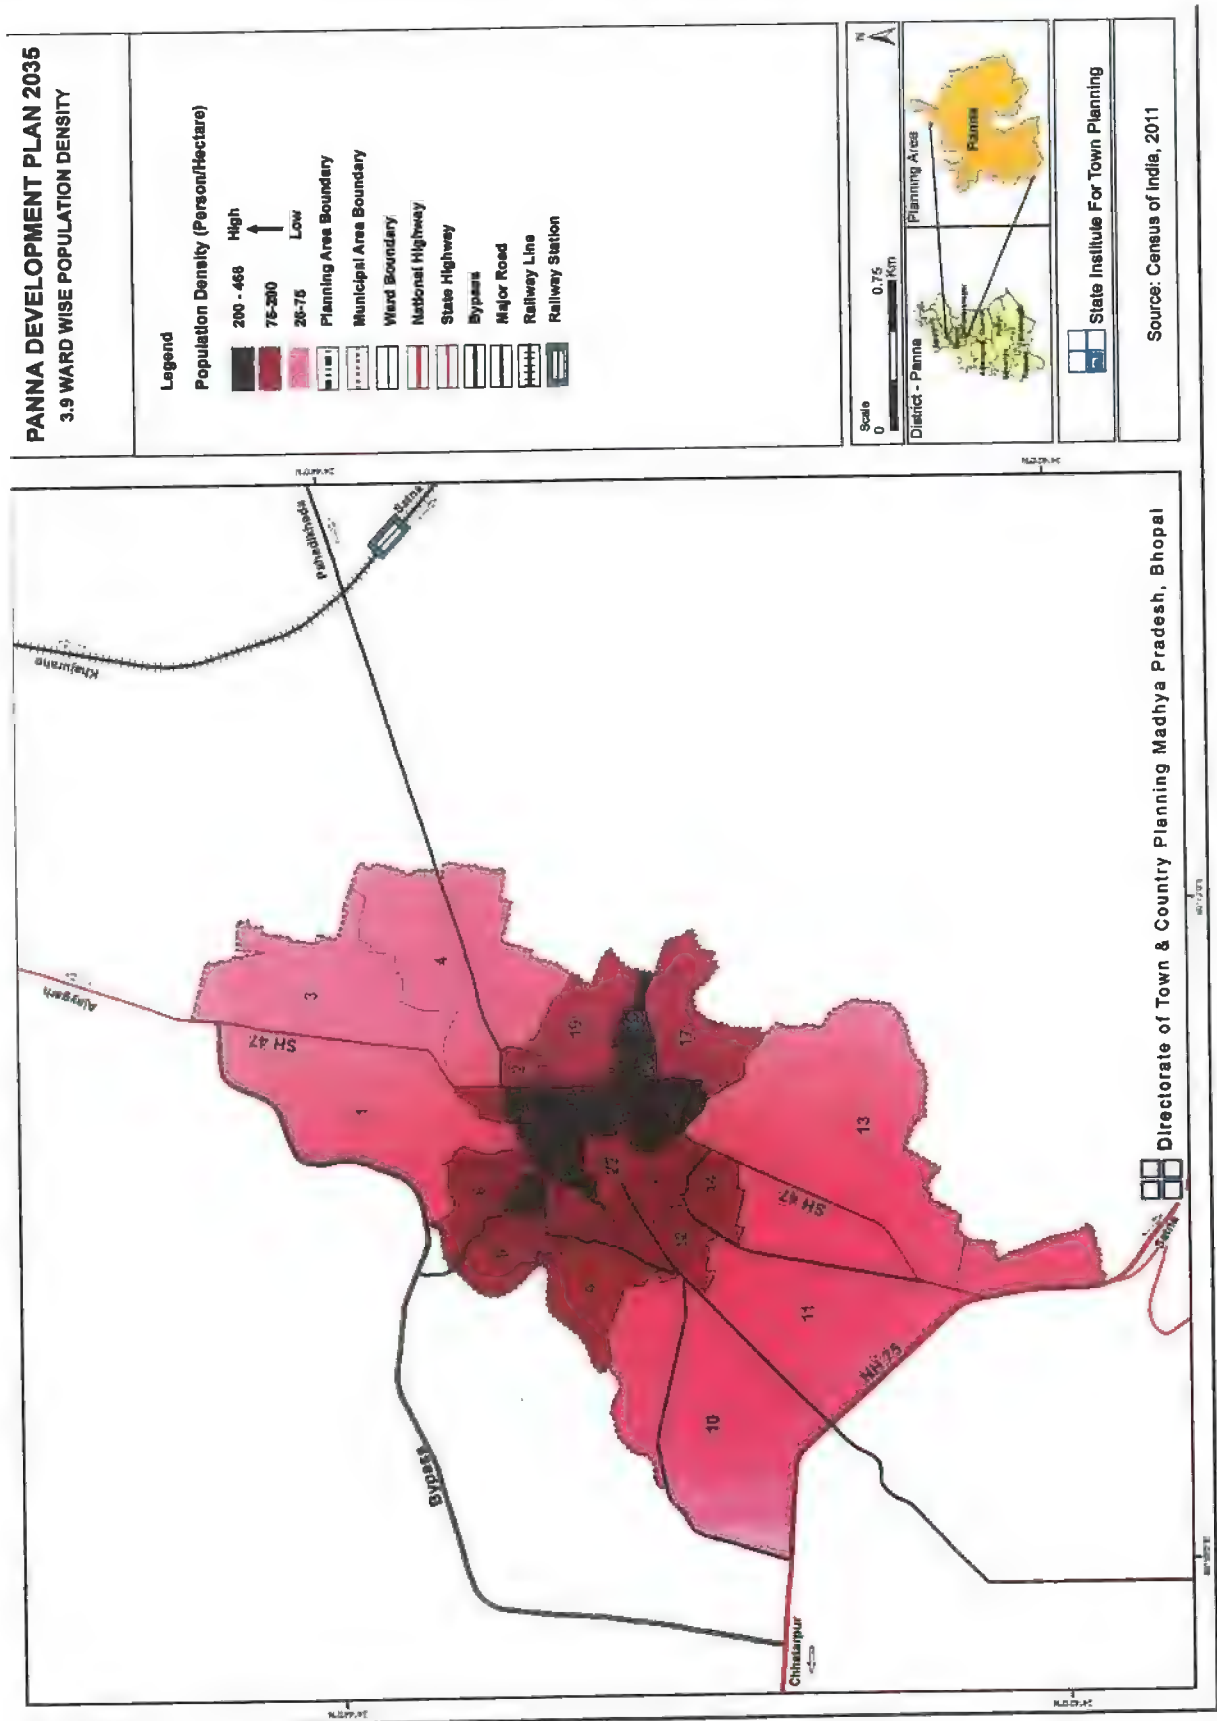 PANNA DEVELOPMENT PLAN 2035
3.9 WARD WISE POPULATION DENSITY
Legend
Population Density (Person/Hectare)
200 - 466 High
75-200
26-75 Low
Planning Area Boundary
Municipal Area Boundary
Ward Boundary
National Highway
State Highway
Bypass
Major Road
Railway Line
Railway Station
Scale
0 0.75
Km
N
District - Panna
Planning Area
Panna
State Institute For Town Planning
Source: Census of India, 2011
Khajuraho
Pahadikheda
Satna
Ajaygarh
SH 47
3
4
1
19
17
12
13
SH 47
11
10
NH 75
Bypass
Chhatarpur
Satna
Directorate of Town & Country Planning Madhya Pradesh, Bhopal